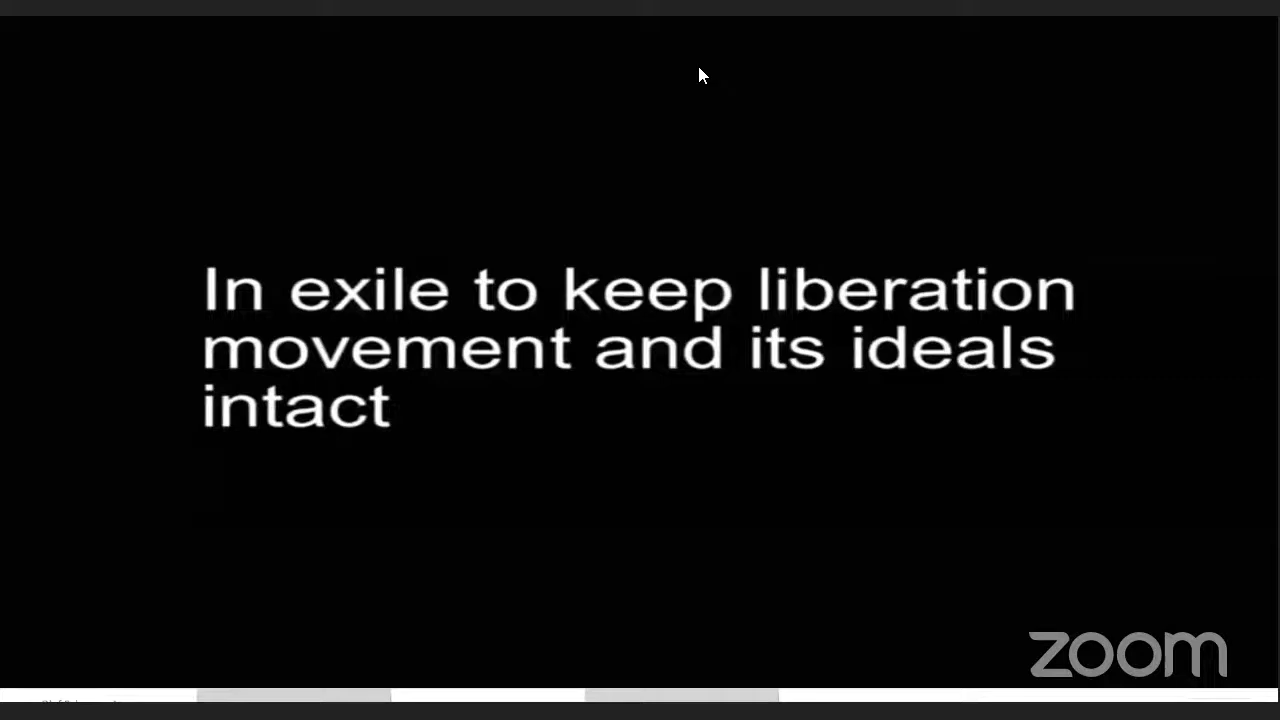 In exile to keep liberation
movement and its ideals
intact
zoom